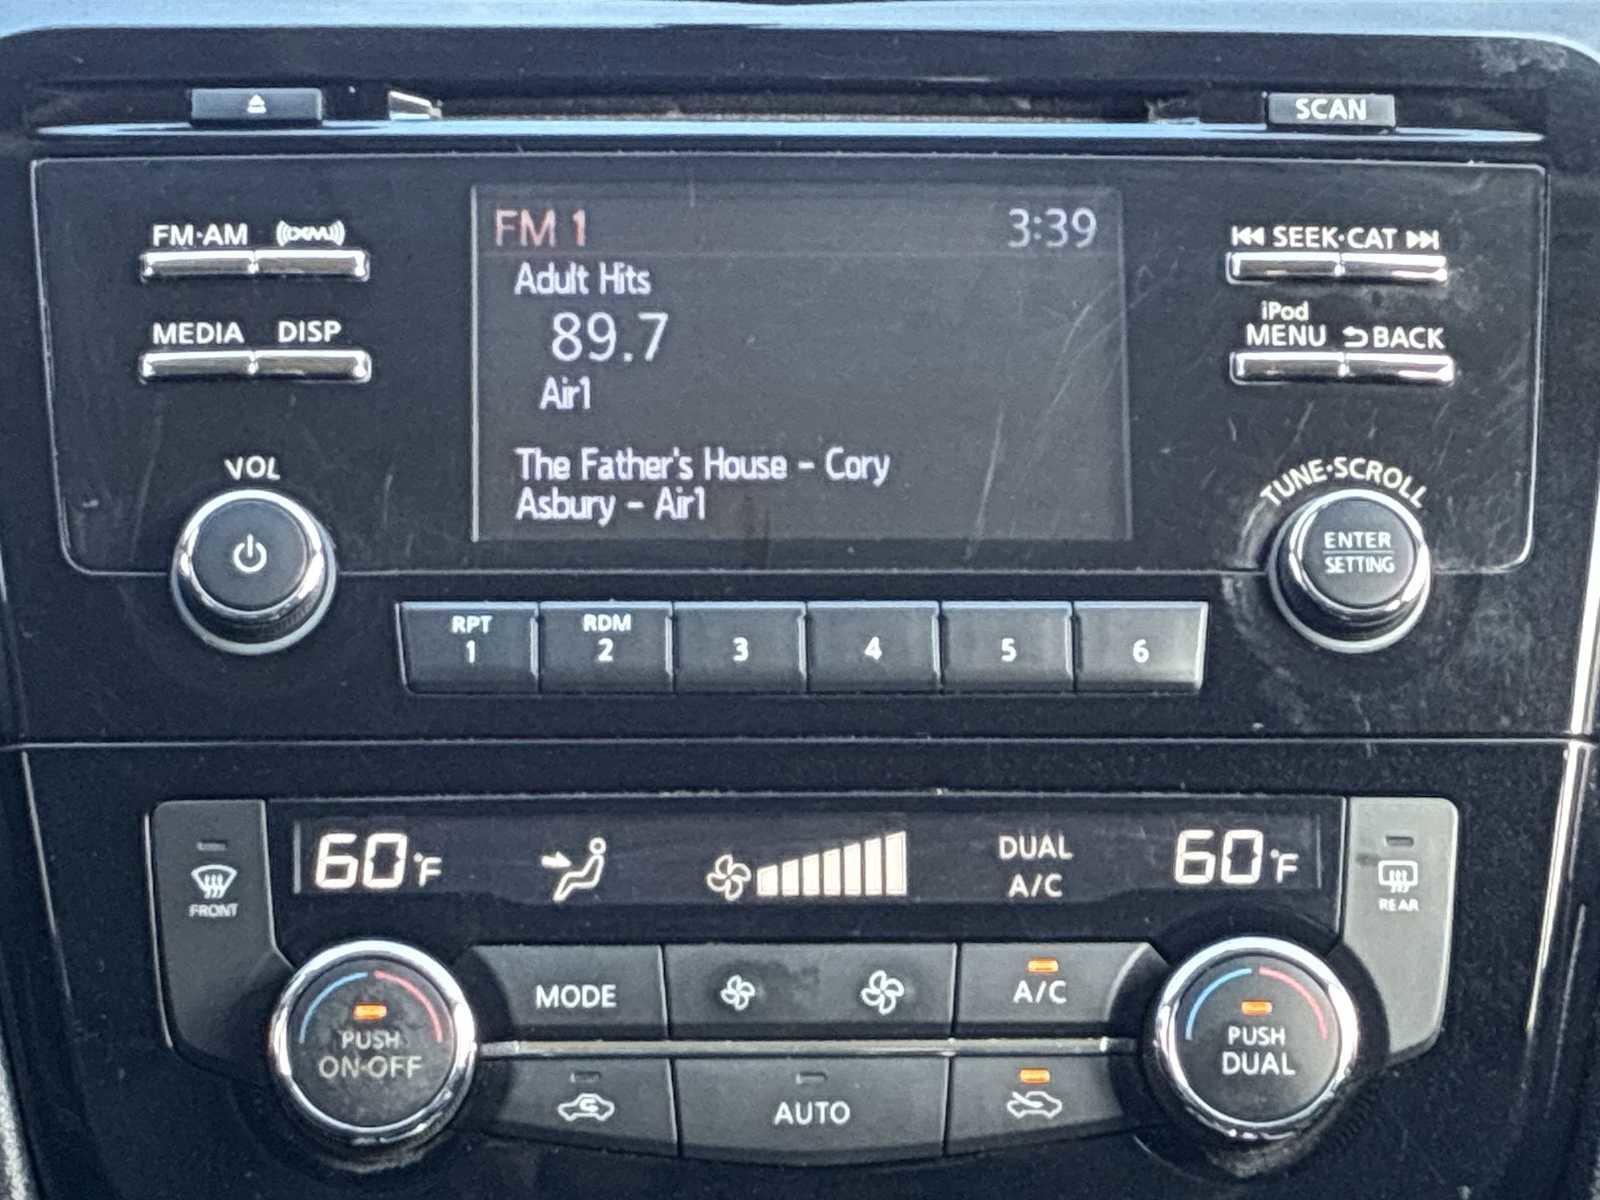 SCAN
FM·AM
((XM))
FM 1
3:39
SEEK·CAT
Adult Hits
89.7
Air1
iPod
MEDIA
DISP
MENU
BACK
The Father's House - Cory
Asbury - Air1
VOL
TUNE·SCROLL
ENTER
SETTING
RPT
1
RDM
2
3
4
5
6
60°F
DUAL
A/C
60°F
FRONT
REAR
MODE
A/C
PUSH
ON·OFF
PUSH
DUAL
AUTO